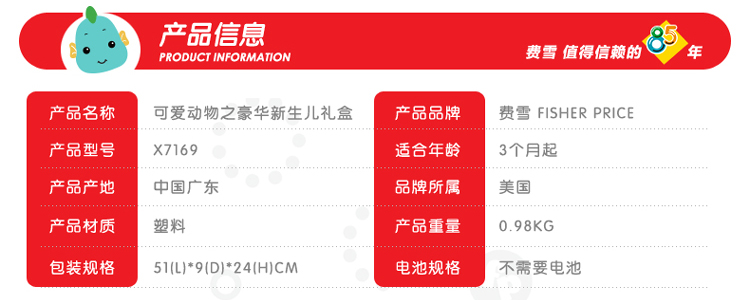 产品信息
PRODUCT INFORMATION
费雪 值得信赖的 85 年
产品名称 可爱动物之豪华新生儿礼盒 产品品牌 费雪 FISHER PRICE
产品型号 X7169 适合年龄 3个月起
产品产地 中国广东 品牌所属 美国
产品材质 塑料 产品重量 0.98KG
包装规格 51(L)*9(D)*24(H)CM 电池规格 不需要电池